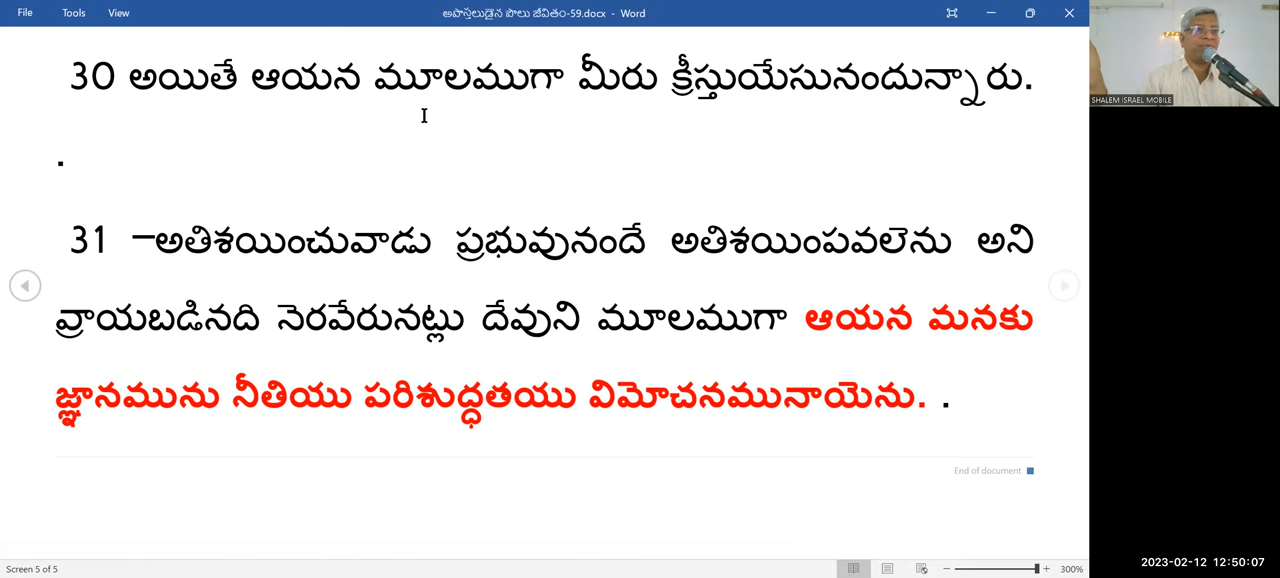 File Tools View అపొస్తలుడైన పౌలు జీవితం-59.docx - Word
30 అయితే ఆయన మూలముగా మీరు క్రీస్తుయేసునందున్నారు.
.
31 –అతిశయించువాడు ప్రభువునందే అతిశయింపవలెను అని
వ్రాయబడినది నెరవేరునట్లు దేవుని మూలముగా ఆయన మనకు
జ్ఞానమును నీతియు పరిశుద్ధతయు విమోచనమునాయెను. .
End of document
Screen 5 of 5
300%
SHALEM ISRAEL MOBILE
2023-02-12 12:50:07